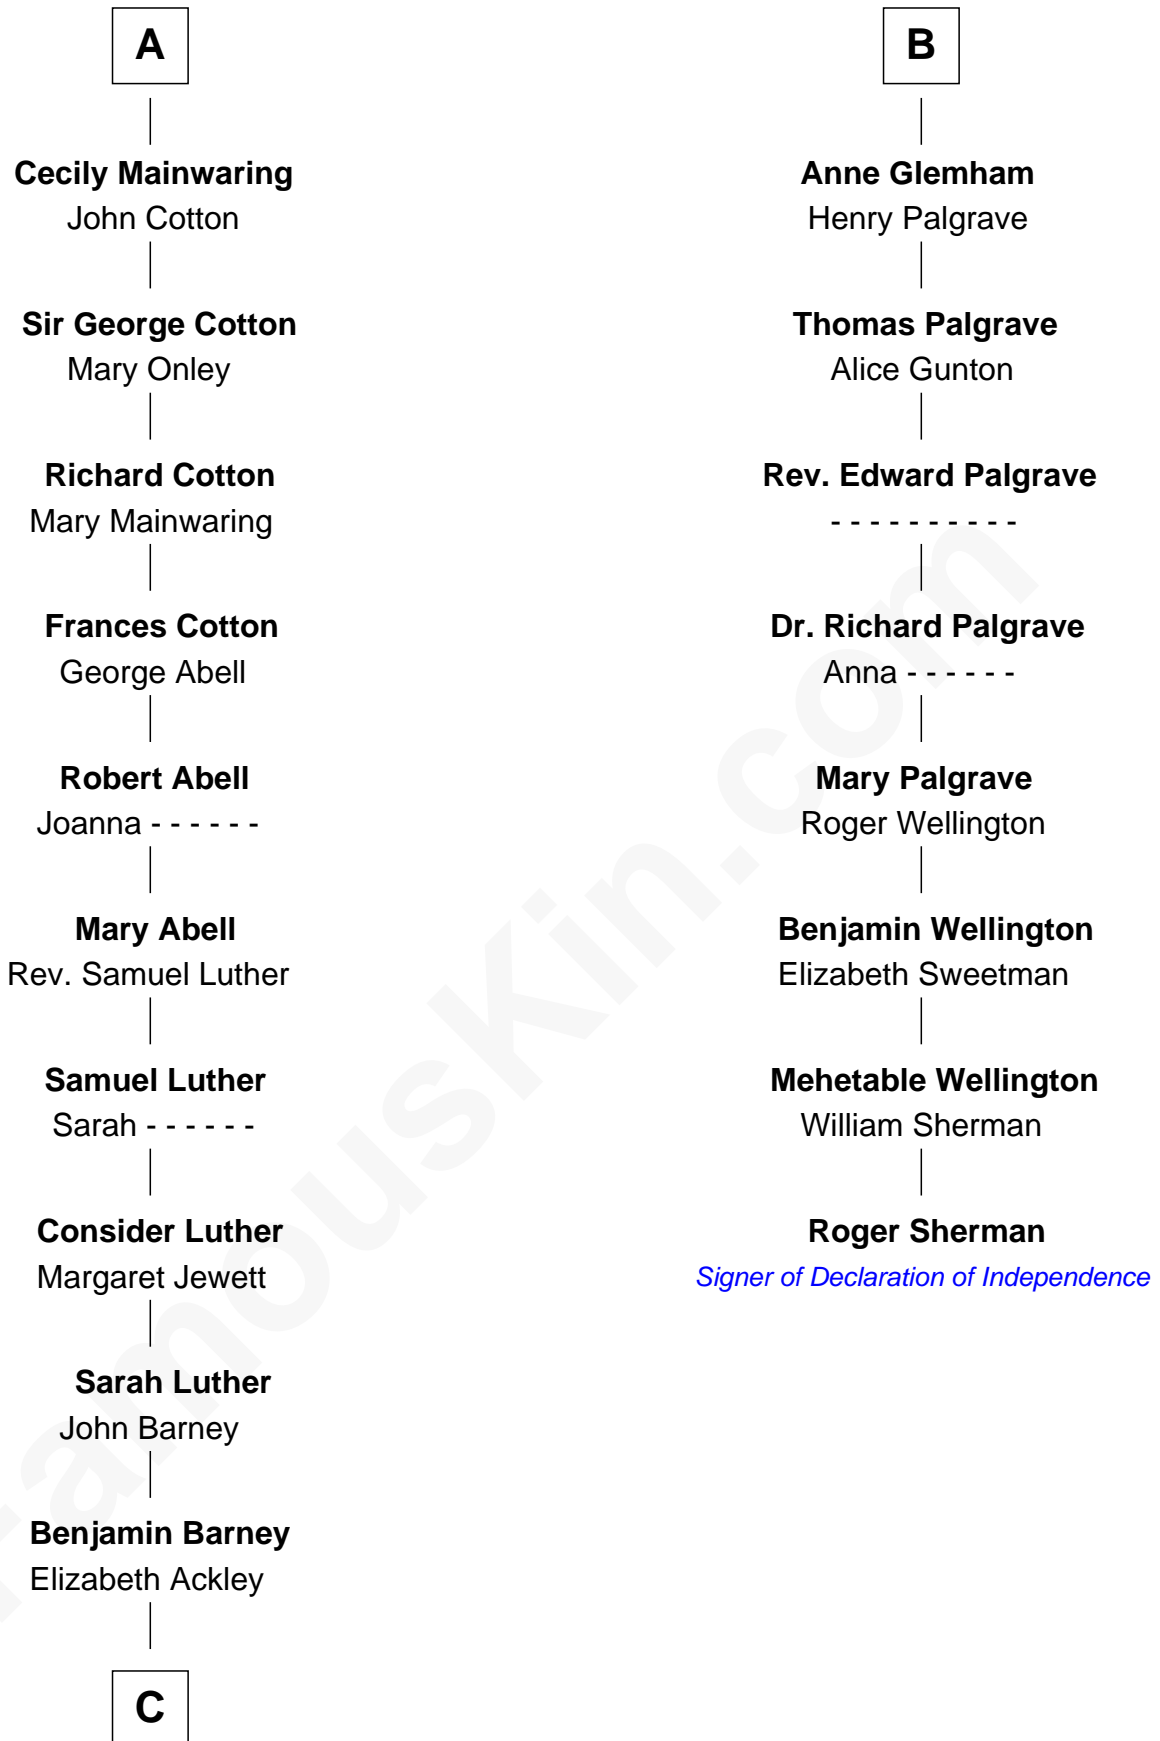 A
Cecily Mainwaring
John Cotton
Sir George Cotton
Mary Onley
Richard Cotton
Mary Mainwaring
Frances Cotton
George Abell
Robert Abell
Joanna - - - - - -
Mary Abell
Rev. Samuel Luther
Samuel Luther
Sarah - - - - - -
Consider Luther
Margaret Jewett
Sarah Luther
John Barney
Benjamin Barney
Elizabeth Ackley
C
B
Anne Glemham
Henry Palgrave
Thomas Palgrave
Alice Gunton
Rev. Edward Palgrave
- - - - - - - - - -
Dr. Richard Palgrave
Anna - - - - - -
Mary Palgrave
Roger Wellington
Benjamin Wellington
Elizabeth Sweetman
Mehetable Wellington
William Sherman
Roger Sherman
Signer of Declaration of Independence
FamousKin.com